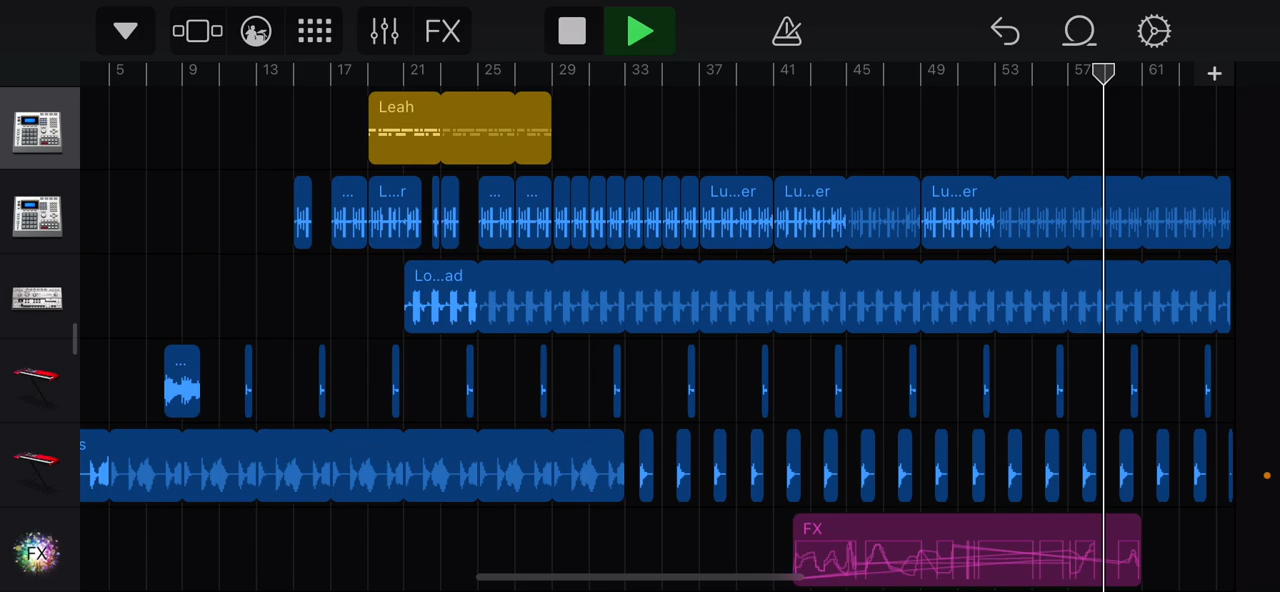 FX
5 9 13 17 21 25 29 33 37 41 45 49 53 57 61 +
Leah
... L...r ... ... Lu...er Lu...er Lu...er
Lo...ad
...
s
FX
FX